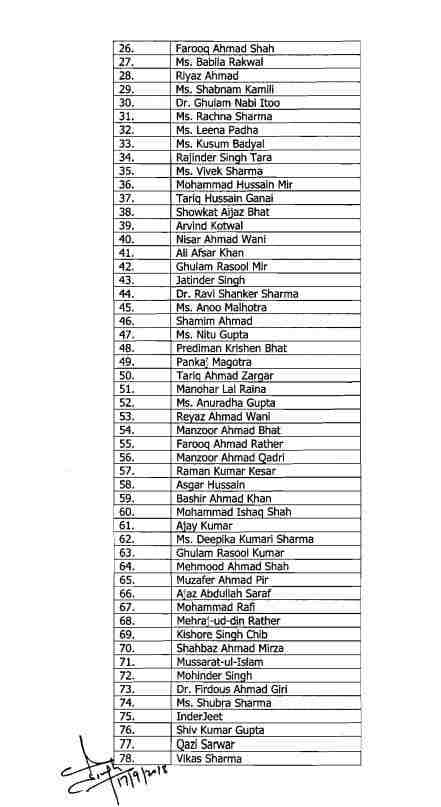 26. Farooq Ahmad Shah
27. Ms. Babila Rakwal
28. Riyaz Ahmad
29. Ms. Shabnam Kamili
30. Dr. Ghulam Nabi Itoo
31. Ms. Rachna Sharma
32. Ms. Leena Padha
33. Ms. Kusum Badyal
34. Rajinder Singh Tara
35. Ms. Vivek Sharma
36. Mohammad Hussain Mir
37. Tariq Hussain Ganai
38. Showkat Aijaz Bhat
39. Arvind Kotwal
40. Nisar Ahmad Wani
41. Ali Afsar Khan
42. Ghulam Rasool Mir
43. Jatinder Singh
44. Dr. Ravi Shanker Sharma
45. Ms. Anoo Malhotra
46. Shamim Ahmad
47. Ms. Nitu Gupta
48. Prediman Krishen Bhat
49. Pankaj Magotra
50. Tariq Ahmad Zargar
51. Manohar Lal Raina
52. Ms. Anuradha Gupta
53. Reyaz Ahmad Wani
54. Manzoor Ahmad Bhat
55. Farooq Ahmad Rather
56. Manzoor Ahmad Qadri
57. Raman Kumar Kesar
58. Asgar Hussain
59. Bashir Ahmad Khan
60. Mohammad Ishaq Shah
61. Ajay Kumar
62. Ms. Deepika Kumari Sharma
63. Ghulam Rasool Kumar
64. Mehmood Ahmad Shah
65. Muzafer Ahmad Pir
66. Ajaz Abdullah Saraf
67. Mohammad Rafi
68. Mehraj-ud-din Rather
69. Kishore Singh Chib
70. Shahbaz Ahmad Mirza
71. Mussarat-ul-Islam
72. Mohinder Singh
73. Dr. Firdous Ahmad Giri
74. Ms. Shubra Sharma
75. InderJeet
76. Shiv Kumar Gupta
77. Qazi Sarwar
78. Vikas Sharma
17/9/2018